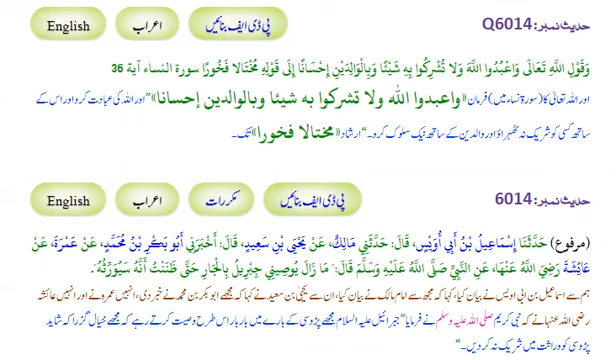 حدیث نمبر: Q6014 پی ڈی ایف بنائیں اعراب English
وَقَوْلِ اللَّهِ تَعَالَى وَاعْبُدُوا اللَّهَ وَلا تُشْرِكُوا بِهِ شَيْئًا وَبِالْوَالِدَيْنِ إِحْسَانًا إِلَى قَوْلِهِ مُخْتَالا فَخُورًا سورة النساء آية 36
اور اللہ تعالیٰ کا (سورۃ نساء میں) فرمان «واعبدوا الله ولا تشركوا به شيئا وبالوالدين إحسانا‏» ”اور اللہ کی عبادت کرو اور اس کے
ساتھ کسی کو شریک نہ ٹھہراؤ اور والدین کے ساتھ نیک سلوک کرو۔“ ارشاد «مختالا فخورا» تک۔
حدیث نمبر: 6014 پی ڈی ایف بنائیں مکررات اعراب English
(مرفوع) حَدَّثَنَا إِسْمَاعِيلُ بْنُ أَبِي أُوَيْسٍ، قَالَ: حَدَّثَنِي مَالِكٌ، عَنْ يَحْيَى بْنِ سَعِيدٍ، قَالَ: أَخْبَرَنِي أَبُو بَكْرِ بْنُ مُحَمَّدٍ، عَنْ عَمْرَةَ، عَنْ
عَائِشَةَ رَضِيَ اللَّهُ عَنْهَا، عَنِ النَّبِيِّ صَلَّى اللَّهُ عَلَيْهِ وَسَلَّمَ قَالَ:" مَا زَالَ يُوصِينِي جِبْرِيلُ بِالْجَارِ حَتَّى ظَنَنْتُ أَنَّهُ سَيُوَرِّثُهُ".
ہم سے اسماعیل بن ابی اویس نے بیان کیا، کہا کہ مجھ سے امام مالک نے بیان کیا، ان سے یحییٰ بن سعید نے کہا کہ مجھے ابوبکر بن محمد نے خبر دی، انہیں عمرہ نے اور انہیں عائشہ
رضی اللہ عنہا نے کہ نبی کریم صلی اللہ علیہ وسلم نے فرمایا ”جبرائیل علیہ السلام مجھے پڑوسی کے بارے میں باربار اس طرح وصیت کرتے رہے کہ مجھے خیال گزرا کہ شاید
پڑوسی کو وراثت میں شریک نہ کر دیں۔“